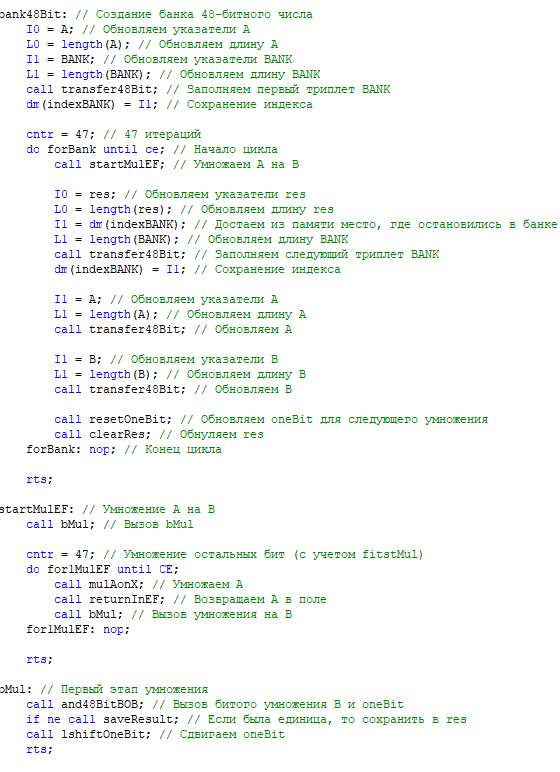 bank48Bit: // Создание банка 48-битного числа
I0 = A; // Обновляем указатели A
L0 = length(A); // Обновляем длину A
I1 = BANK; // Обновляем указатели BANK
L1 = length(BANK); // Обновляем длину BANK
call transfer48Bit; // Заполняем первый триплет BANK
dm(indexBANK) = I1; // Сохранение индекса
cntr = 47; // 47 итераций
do forBank until ce; // Начало цикла
call startMulEF; // Умножаем A на B
I0 = res; // Обновляем указатели res
L0 = length(res); // Обновляем длину res
I1 = dm(indexBANK); // Достаем из памяти место, где остановились в банке
L1 = length(BANK); // Обновляем длину BANK
call transfer48Bit; // Заполняем следующий триплет BANK
dm(indexBANK) = I1; // Сохранение индекса
I1 = A; // Обновляем указатели A
L1 = length(A); // Обновляем длину A
call transfer48Bit; // Обновляем A
I1 = B; // Обновляем указатели B
L1 = length(B); // Обновляем длину B
call transfer48Bit; // Обновляем B
call resetOneBit; // Обновляем oneBit для следующего умножения
call clearRes; // Обнуляем res
forBank: nop; // Конец цикла
rts;
startMulEF: // Умножение A на B
call bMul; // Вызов bMul
cntr = 47; // Умножение остальных бит (с учетом fitstMul)
do for1MulEF until CE;
call mulAonX; // Умножаем A
call returnInEF; // Возвращаем A в поле
call bMul; // Вызов умножения на B
for1MulEF: nop;
rts;
bMul: // Первый этап умножения
call and48BitBOB; // Вызов битого умножения B и oneBit
if ne call saveResult; // Если была единица, то сохранить в res
call lshiftOneBit; // Сдвигаем oneBit
rts;